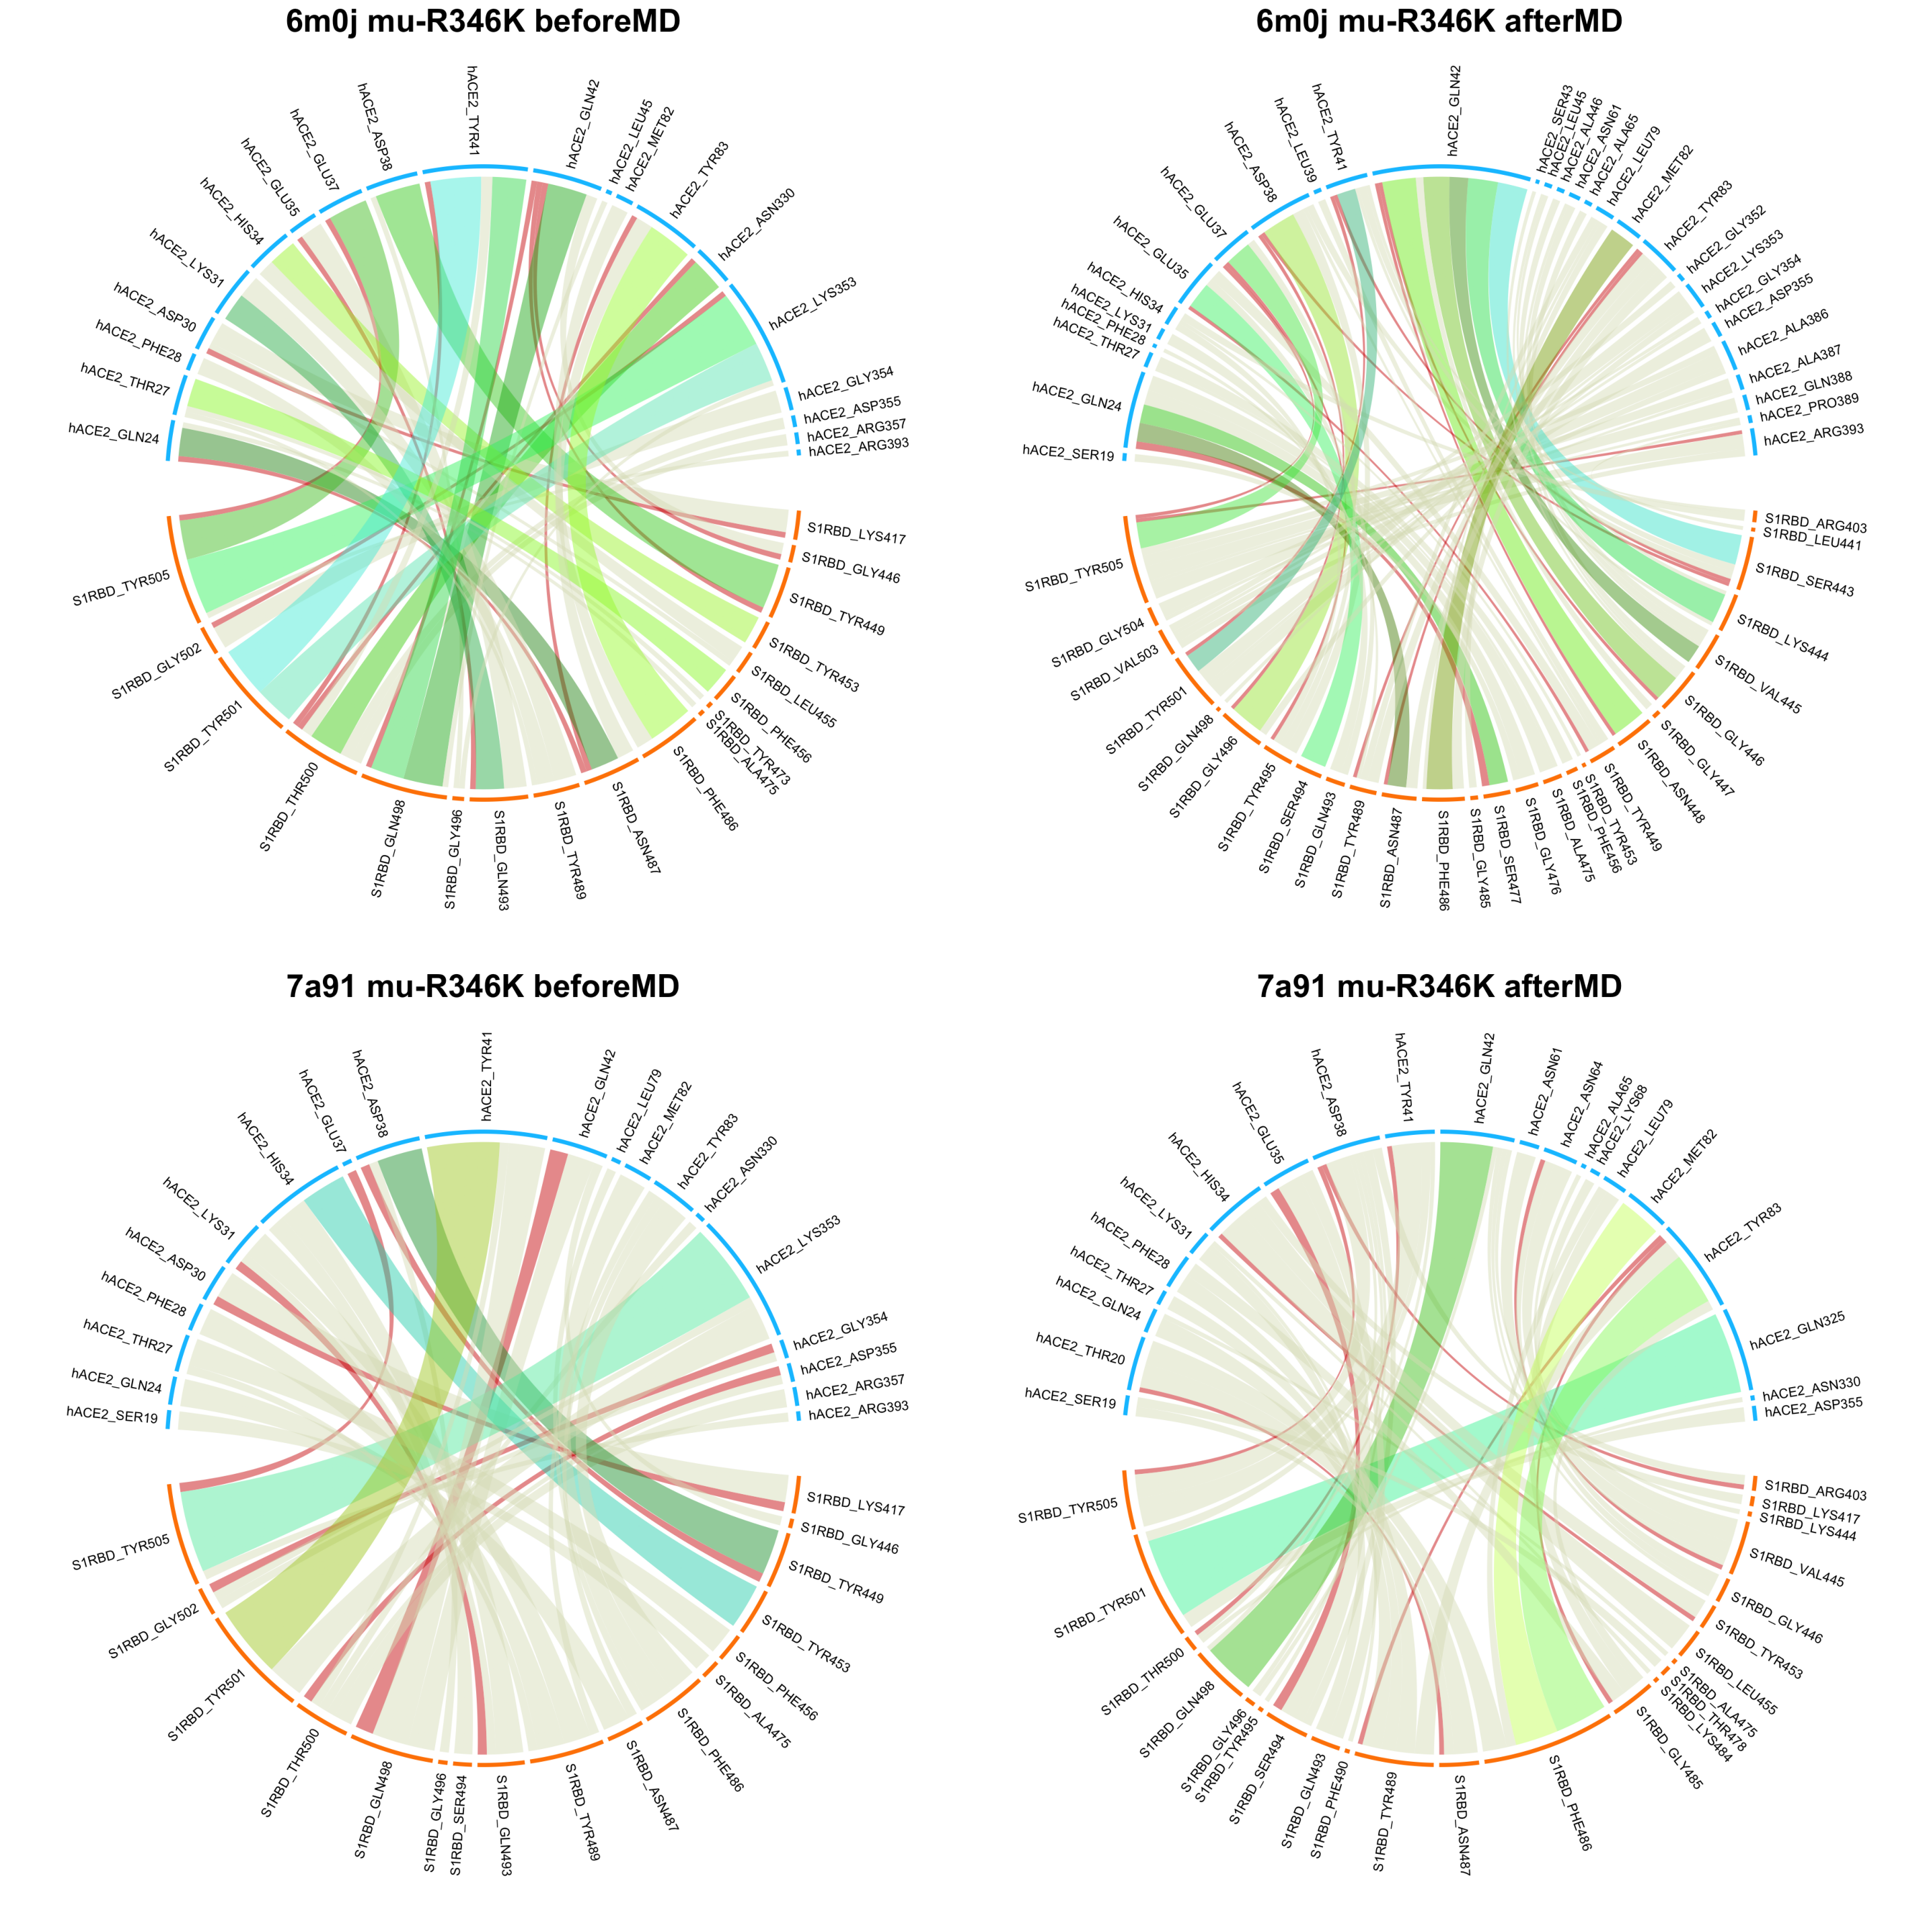 6m0j mu-R346K beforeMD
hACE2_GLN24
hACE2_THR27
hACE2_PHE28
hACE2_ASP30
hACE2_LYS31
hACE2_HIS34
hACE2_GLU35
hACE2_GLU37
hACE2_ASP38
hACE2_TYR41
hACE2_GLN42
hACE2_LEU45
hACE2_MET82
hACE2_TYR83
hACE2_ASN330
hACE2_LYS353
hACE2_GLY354
hACE2_ASP355
hACE2_ARG357
hACE2_ARG393
S1RBD_LYS417
S1RBD_GLY446
S1RBD_TYR449
S1RBD_TYR453
S1RBD_LEU455
S1RBD_PHE456
S1RBD_TYR473
S1RBD_ALA475
S1RBD_PHE486
S1RBD_ASN487
S1RBD_TYR489
S1RBD_GLN493
S1RBD_GLY496
S1RBD_GLN498
S1RBD_THR500
S1RBD_TYR501
S1RBD_GLY502
S1RBD_TYR505
6m0j mu-R346K afterMD
hACE2_SER19
hACE2_GLN24
hACE2_THR27
hACE2_PHE28
hACE2_LYS31
hACE2_HIS34
hACE2_GLU35
hACE2_GLU37
hACE2_ASP38
hACE2_LEU39
hACE2_TYR41
hACE2_GLN42
hACE2_SER43
hACE2_LEU45
hACE2_ALA46
hACE2_ASN61
hACE2_ALA65
hACE2_LEU79
hACE2_MET82
hACE2_TYR83
hACE2_GLY352
hACE2_LYS353
hACE2_GLY354
hACE2_ASP355
hACE2_ALA386
hACE2_ALA387
hACE2_GLN388
hACE2_PRO389
hACE2_ARG393
S1RBD_ARG403
S1RBD_LEU441
S1RBD_SER443
S1RBD_LYS444
S1RBD_VAL445
S1RBD_GLY446
S1RBD_GLY447
S1RBD_ASN448
S1RBD_TYR449
S1RBD_TYR453
S1RBD_PHE456
S1RBD_ALA475
S1RBD_GLY476
S1RBD_SER477
S1RBD_GLY485
S1RBD_PHE486
S1RBD_ASN487
S1RBD_TYR489
S1RBD_GLN493
S1RBD_SER494
S1RBD_TYR495
S1RBD_GLY496
S1RBD_GLN498
S1RBD_TYR501
S1RBD_VAL503
S1RBD_GLY504
S1RBD_TYR505
7a91 mu-R346K beforeMD
hACE2_SER19
hACE2_GLN24
hACE2_THR27
hACE2_PHE28
hACE2_ASP30
hACE2_LYS31
hACE2_HIS34
hACE2_GLU37
hACE2_ASP38
hACE2_TYR41
hACE2_GLN42
hACE2_LEU79
hACE2_MET82
hACE2_TYR83
hACE2_ASN330
hACE2_LYS353
hACE2_GLY354
hACE2_ASP355
hACE2_ARG357
hACE2_ARG393
S1RBD_LYS417
S1RBD_GLY446
S1RBD_TYR449
S1RBD_TYR453
S1RBD_PHE456
S1RBD_ALA475
S1RBD_PHE486
S1RBD_ASN487
S1RBD_TYR489
S1RBD_GLN493
S1RBD_SER494
S1RBD_GLY496
S1RBD_GLN498
S1RBD_THR500
S1RBD_TYR501
S1RBD_GLY502
S1RBD_TYR505
7a91 mu-R346K afterMD
hACE2_SER19
hACE2_THR20
hACE2_GLN24
hACE2_THR27
hACE2_PHE28
hACE2_LYS31
hACE2_HIS34
hACE2_GLU35
hACE2_ASP38
hACE2_TYR41
hACE2_GLN42
hACE2_ASN61
hACE2_ASN64
hACE2_ALA65
hACE2_LYS68
hACE2_LEU79
hACE2_MET82
hACE2_TYR83
hACE2_GLN325
hACE2_ASN330
hACE2_ASP355
S1RBD_ARG403
S1RBD_LYS417
S1RBD_LYS444
S1RBD_VAL445
S1RBD_GLY446
S1RBD_TYR453
S1RBD_LEU455
S1RBD_ALA475
S1RBD_THR478
S1RBD_LYS484
S1RBD_GLY485
S1RBD_PHE486
S1RBD_ASN487
S1RBD_TYR489
S1RBD_PHE490
S1RBD_GLN493
S1RBD_SER494
S1RBD_TYR495
S1RBD_GLY496
S1RBD_GLN498
S1RBD_THR500
S1RBD_TYR501
S1RBD_TYR505